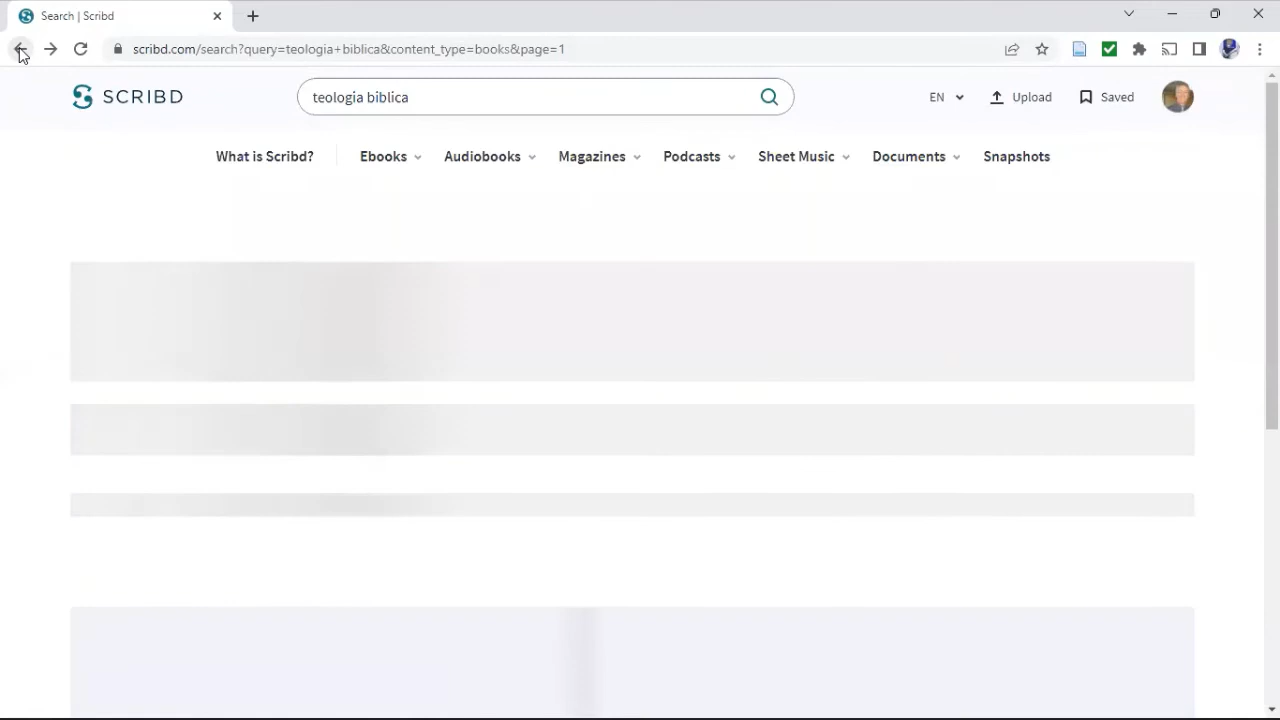 Search | Scribd
scribd.com/search?query=teologia+biblica&content_type=books&page=1
SCRIBD
teologia biblica
EN
Upload
Saved
What is Scribd?
Ebooks
Audiobooks
Magazines
Podcasts
Sheet Music
Documents
Snapshots